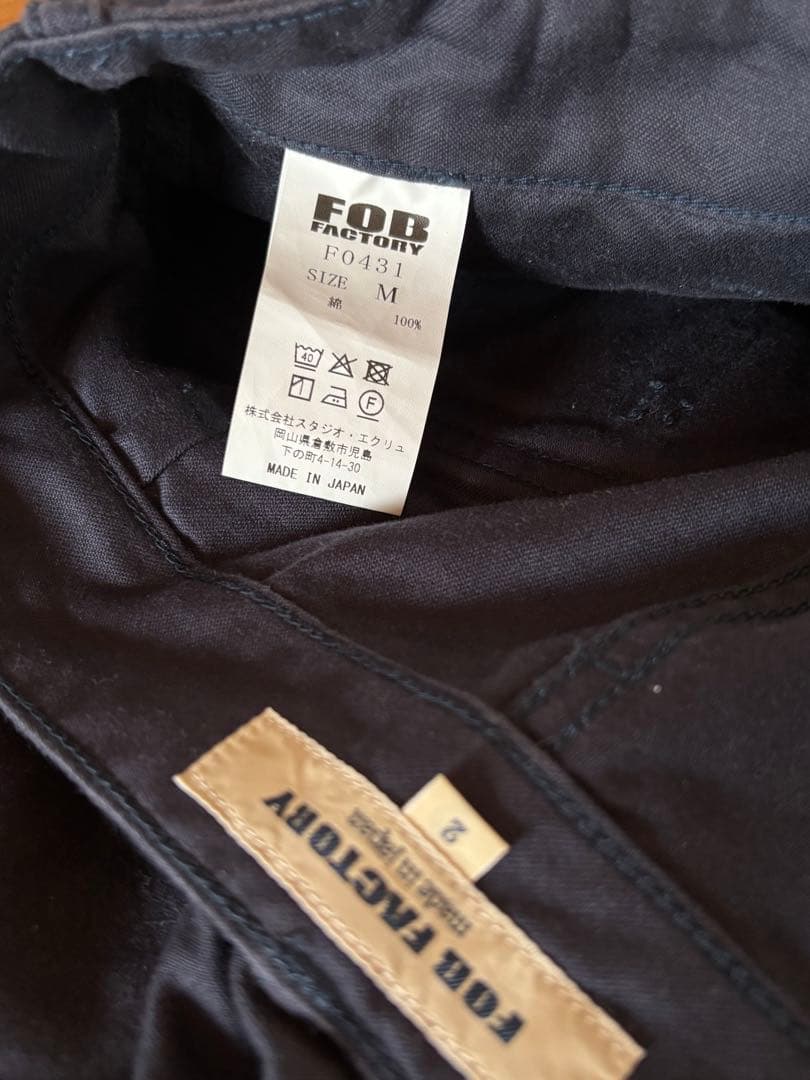 FOB
FACTORY
F0431
SIZE M
綿 100%
40
F
株式会社スタジオ・エクリュ
岡山県倉敷市児島
下の町4-14-30
MADE IN JAPAN
2
FOB FACTORY
made in japan